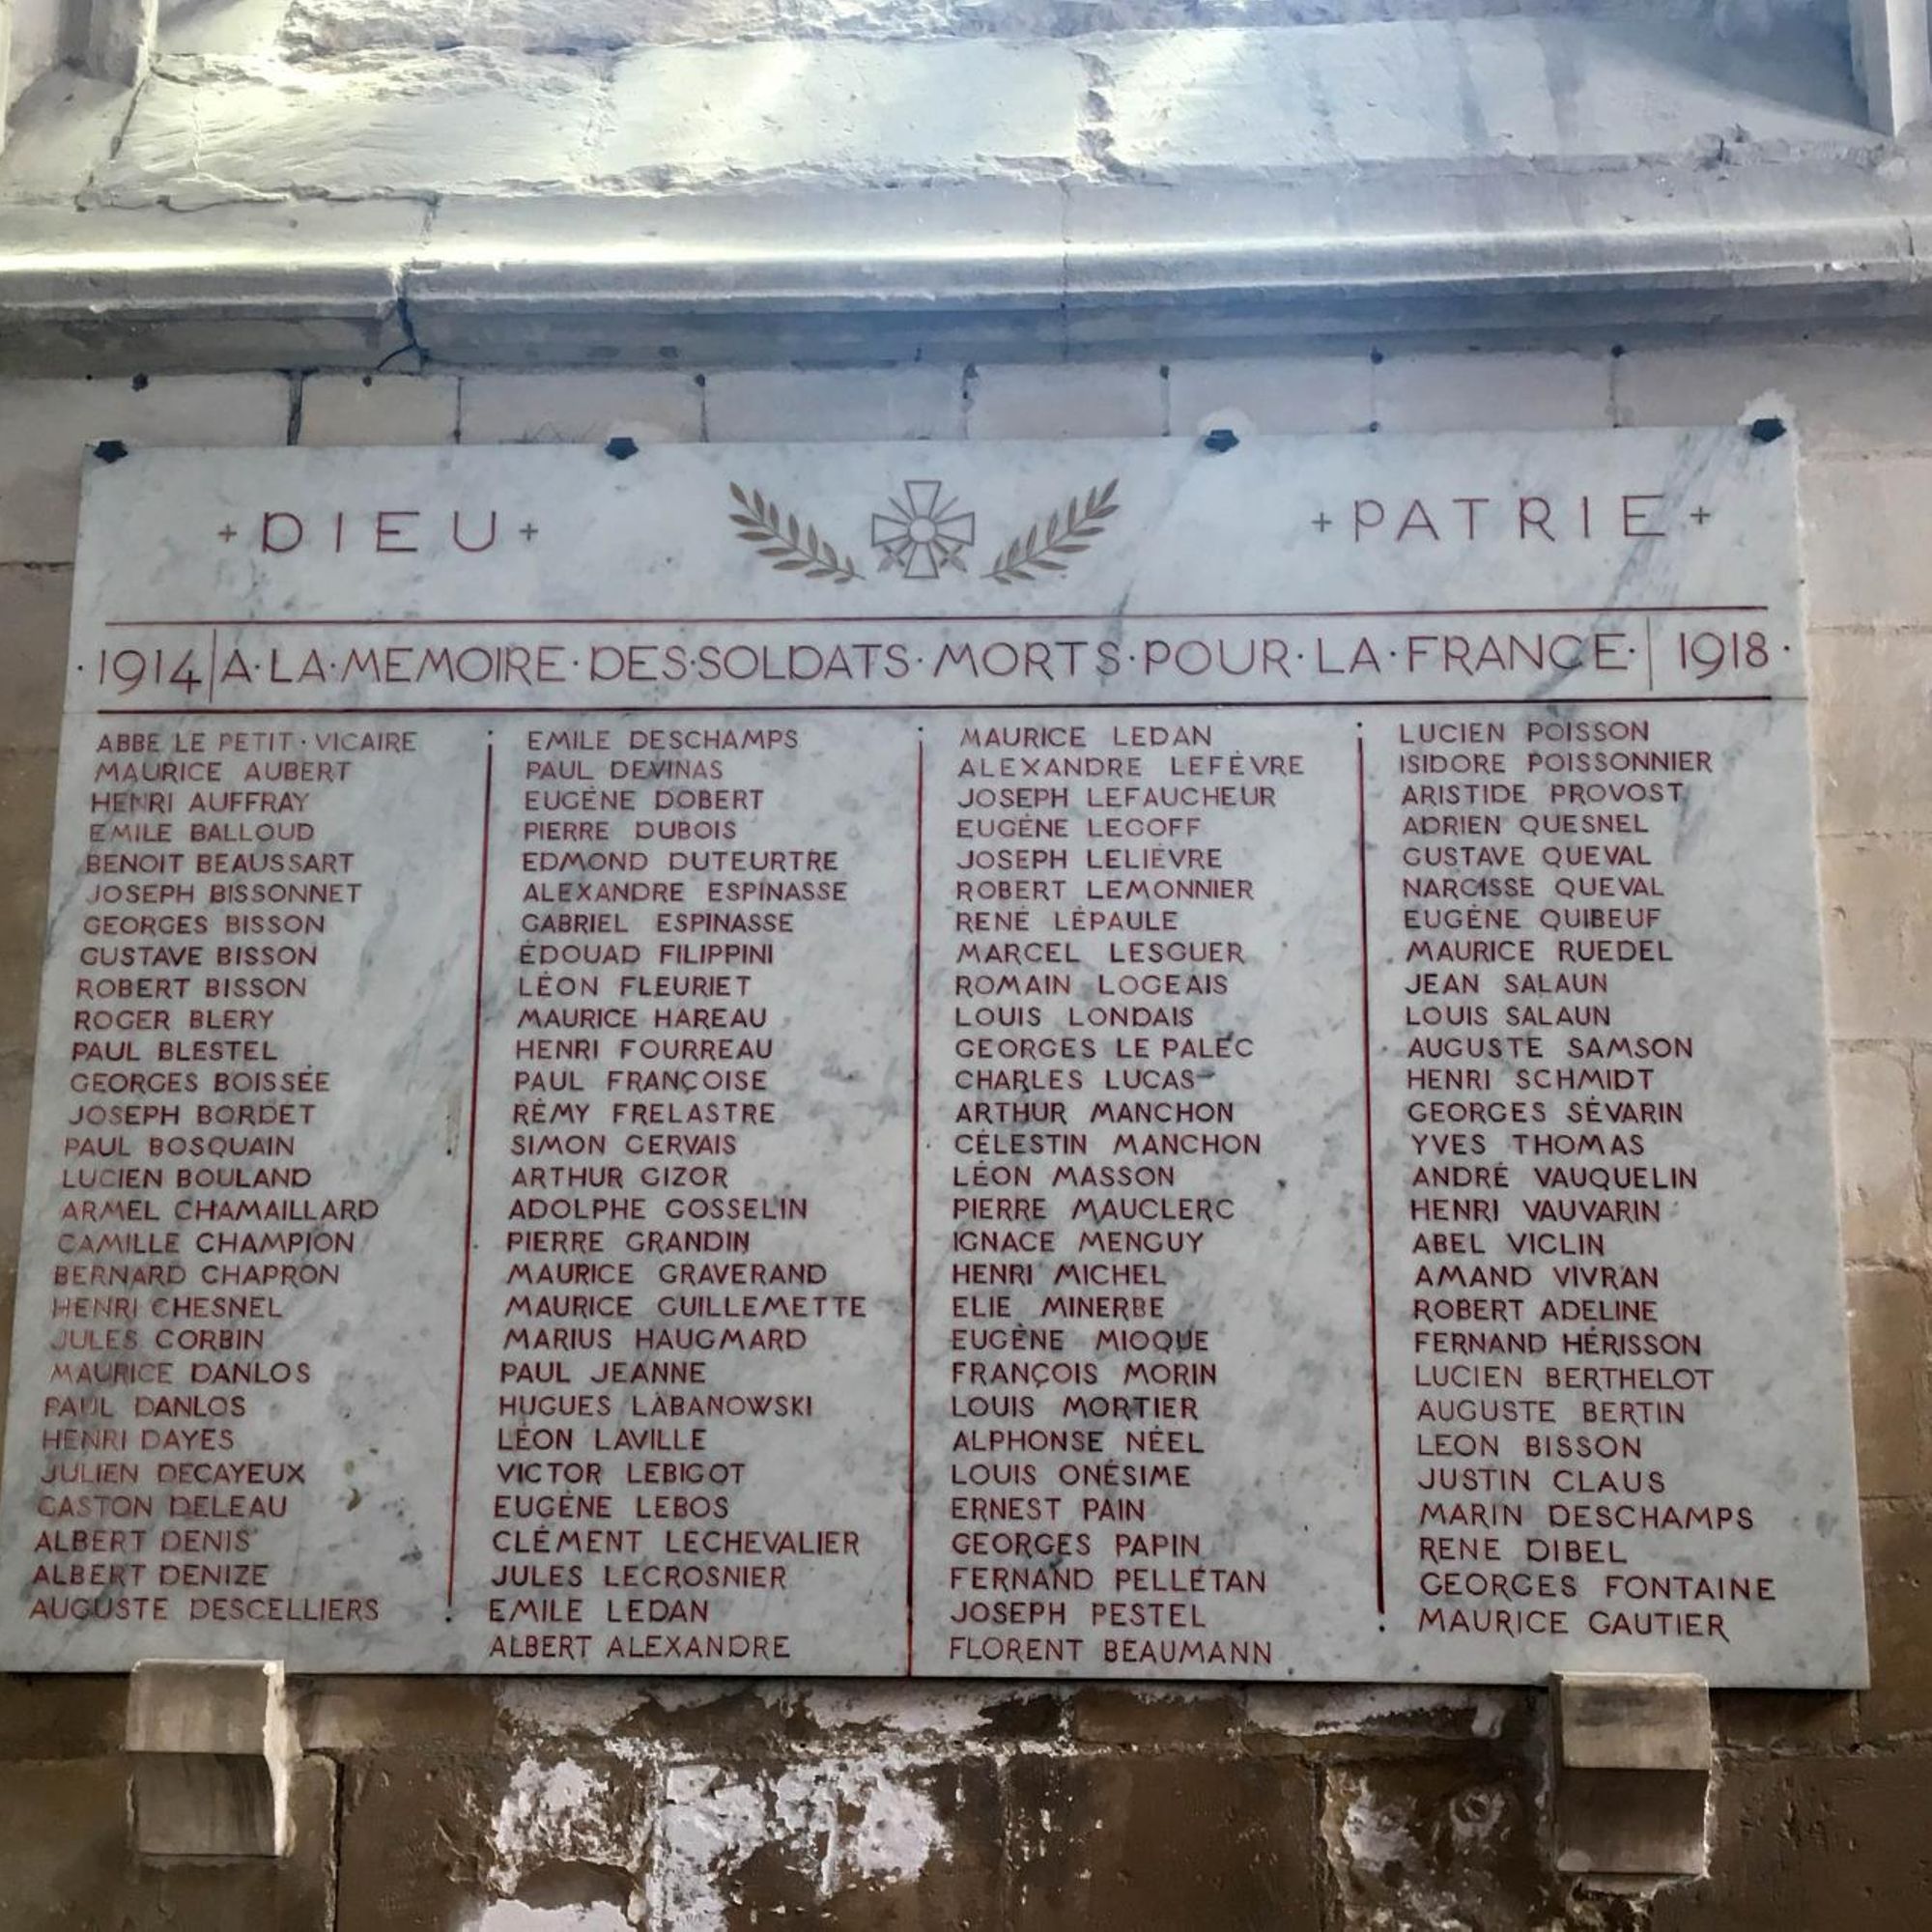 + DIEU +
+ PATRIE +
· 1914 | A · LA · MEMOIRE · DES · SOLDATS · MORTS · POUR · LA · FRANCE · | 1918 ·
ABBE LE PETIT · VICAIRE
MAURICE AUBERT
HENRI AUFFRAY
EMILE BALLOUD
BENOIT BEAUSSART
JOSEPH BISSONNET
GEORGES BISSON
GUSTAVE BISSON
ROBERT BISSON
ROGER BLERY
PAUL BLESTEL
GEORGES BOISSÉE
JOSEPH BORDET
PAUL BOSQUAIN
LUCIEN BOULAND
ARMEL CHAMAILLARD
CAMILLE CHAMPION
BERNARD CHAPRON
HENRI CHESNEL
JULES CORBIN
MAURICE DANLOS
PAUL DANLOS
HENRI DAYES
JULIEN DECAYEUX
GASTON DELEAU
ALBERT DENIS
ALBERT DENIZE
AUGUSTE DESCELLIERS
EMILE DESCHAMPS
PAUL DEVINAS
EUGÈNE DOBERT
PIERRE DUBOIS
EDMOND DUTEURTRE
ALEXANDRE ESPINASSE
GABRIEL ESPINASSE
ÉDOUAD FILIPPINI
LÉON FLEURIET
MAURICE HAREAU
HENRI FOURREAU
PAUL FRANÇOISE
RÉMY FRELASTRE
SIMON GERVAIS
ARTHUR GIZOR
ADOLPHE GOSSELIN
PIERRE GRANDIN
MAURICE GRAVERAND
MAURICE GUILLEMETTE
MARIUS HAUGMARD
PAUL JEANNE
HUGUES LABANOWSKI
LÉON LAVILLE
VICTOR LEBIGOT
EUGÈNE LEBOS
CLÉMENT LECHEVALIER
JULES LECROSNIER
EMILE LEDAN
ALBERT ALEXANDRE
MAURICE LEDAN
ALEXANDRE LEFÈVRE
JOSEPH LEFAUCHEUR
EUGÈNE LEGOFF
JOSEPH LELIÈVRE
ROBERT LEMONNIER
RENÉ LÉPAULE
MARCEL LESGUER
ROMAIN LOGEAIS
LOUIS LONDAIS
GEORGES LE PALEC
CHARLES LUCAS
ARTHUR MANCHON
CÉLESTIN MANCHON
LÉON MASSON
PIERRE MAUCLERC
IGNACE MENGUY
HENRI MICHEL
ELIE MINERBE
EUGÈNE MIOQUE
FRANÇOIS MORIN
LOUIS MORTIER
ALPHONSE NÉEL
LOUIS ONÉSIME
ERNEST PAIN
GEORGES PAPIN
FERNAND PELLETAN
JOSEPH PESTEL
FLORENT BEAUMANN
LUCIEN POISSON
ISIDORE POISSONNIER
ARISTIDE PROVOST
ADRIEN QUESNEL
GUSTAVE QUEVAL
NARCISSE QUEVAL
EUGÈNE QUIBEUF
MAURICE RUEDEL
JEAN SALAUN
LOUIS SALAUN
AUGUSTE SAMSON
HENRI SCHMIDT
GEORGES SÉVARIN
YVES THOMAS
ANDRÉ VAUQUELIN
HENRI VAUVARIN
ABEL VICLIN
AMAND VIVRAN
ROBERT ADELINE
FERNAND HÉRISSON
LUCIEN BERTHELOT
AUGUSTE BERTIN
LEON BISSON
JUSTIN CLAUS
MARIN DESCHAMPS
RENE DIBEL
GEORGES FONTAINE
MAURICE GAUTIER